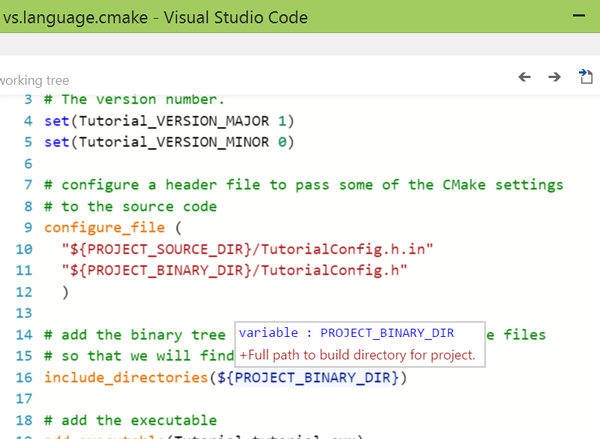 vs.language.cmake - Visual Studio Code
working tree
3 # The version number.
4 set(Tutorial_VERSION_MAJOR 1)
5 set(Tutorial_VERSION_MINOR 0)
6
7 # configure a header file to pass some of the CMake settings
8 # to the source code
9 configure_file (
10 "${PROJECT_SOURCE_DIR}/TutorialConfig.h.in"
11 "${PROJECT_BINARY_DIR}/TutorialConfig.h"
12 )
13
variable : PROJECT_BINARY_DIR
+Full path to build directory for project.
14 # add the binary tree e files
15 # so that we will find
16 include_directories(${PROJECT_BINARY_DIR})
17
18 # add the executable